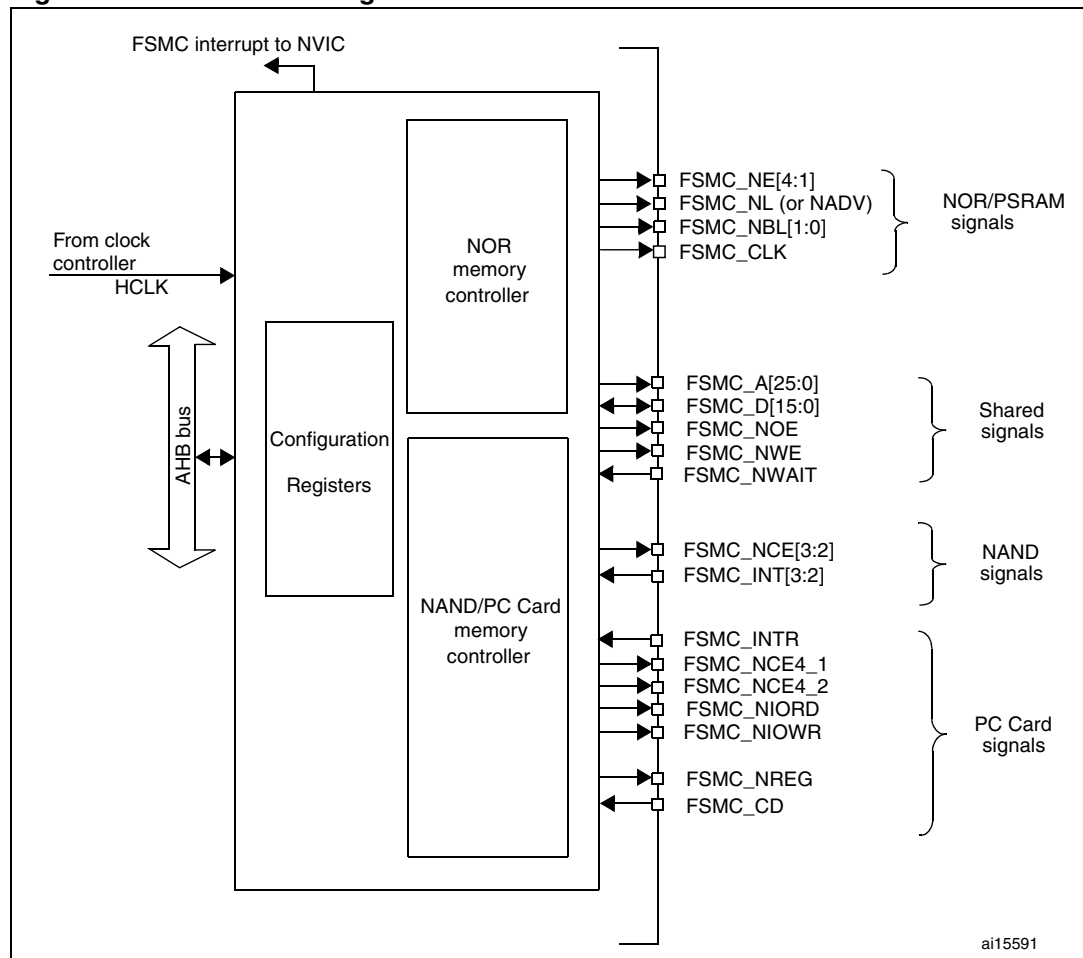 FSMC interrupt to NVIC
From clock
controller
HCLK
AHB bus
Configuration
Registers
NOR
memory
controller
NAND/PC Card
memory
controller
FSMC_NE[4:1]
FSMC_NL (or NADV)
FSMC_NBL[1:0]
FSMC_CLK
NOR/PSRAM
signals
FSMC_A[25:0]
FSMC_D[15:0]
FSMC_NOE
FSMC_NWE
FSMC_NWAIT
Shared
signals
FSMC_NCE[3:2]
FSMC_INT[3:2]
NAND
signals
FSMC_INTR
FSMC_NCE4_1
FSMC_NCE4_2
FSMC_NIORD
FSMC_NIOWR
FSMC_NREG
FSMC_CD
PC Card
signals
ai15591